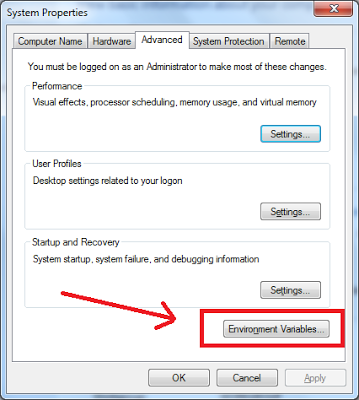 System Properties
Computer Name Hardware Advanced System Protection Remote
You must be logged on as an Administrator to make most of these changes.
Performance
Visual effects, processor scheduling, memory usage, and virtual memory
Settings...
User Profiles
Desktop settings related to your logon
Settings...
Startup and Recovery
System startup, system failure, and debugging information
Settings...
Environment Variables...
OK Cancel Apply